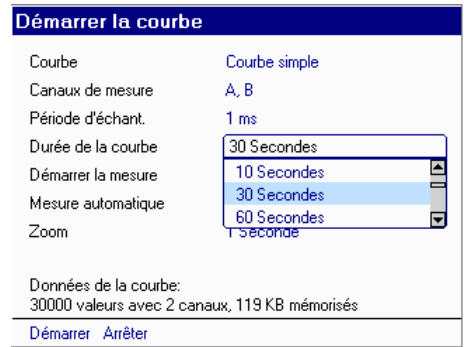 Démarrer la courbe
Courbe Courbe simple
Canaux de mesure A, B
Période d'échant. 1 ms
Durée de la courbe 30 Secondes
Démarrer la mesure 10 Secondes
Mesure automatique 30 Secondes
60 Secondes
Zoom 1 Seconde
Données de la courbe:
30000 valeurs avec 2 canaux, 119 KB mémorisés
Démarrer Arrêter